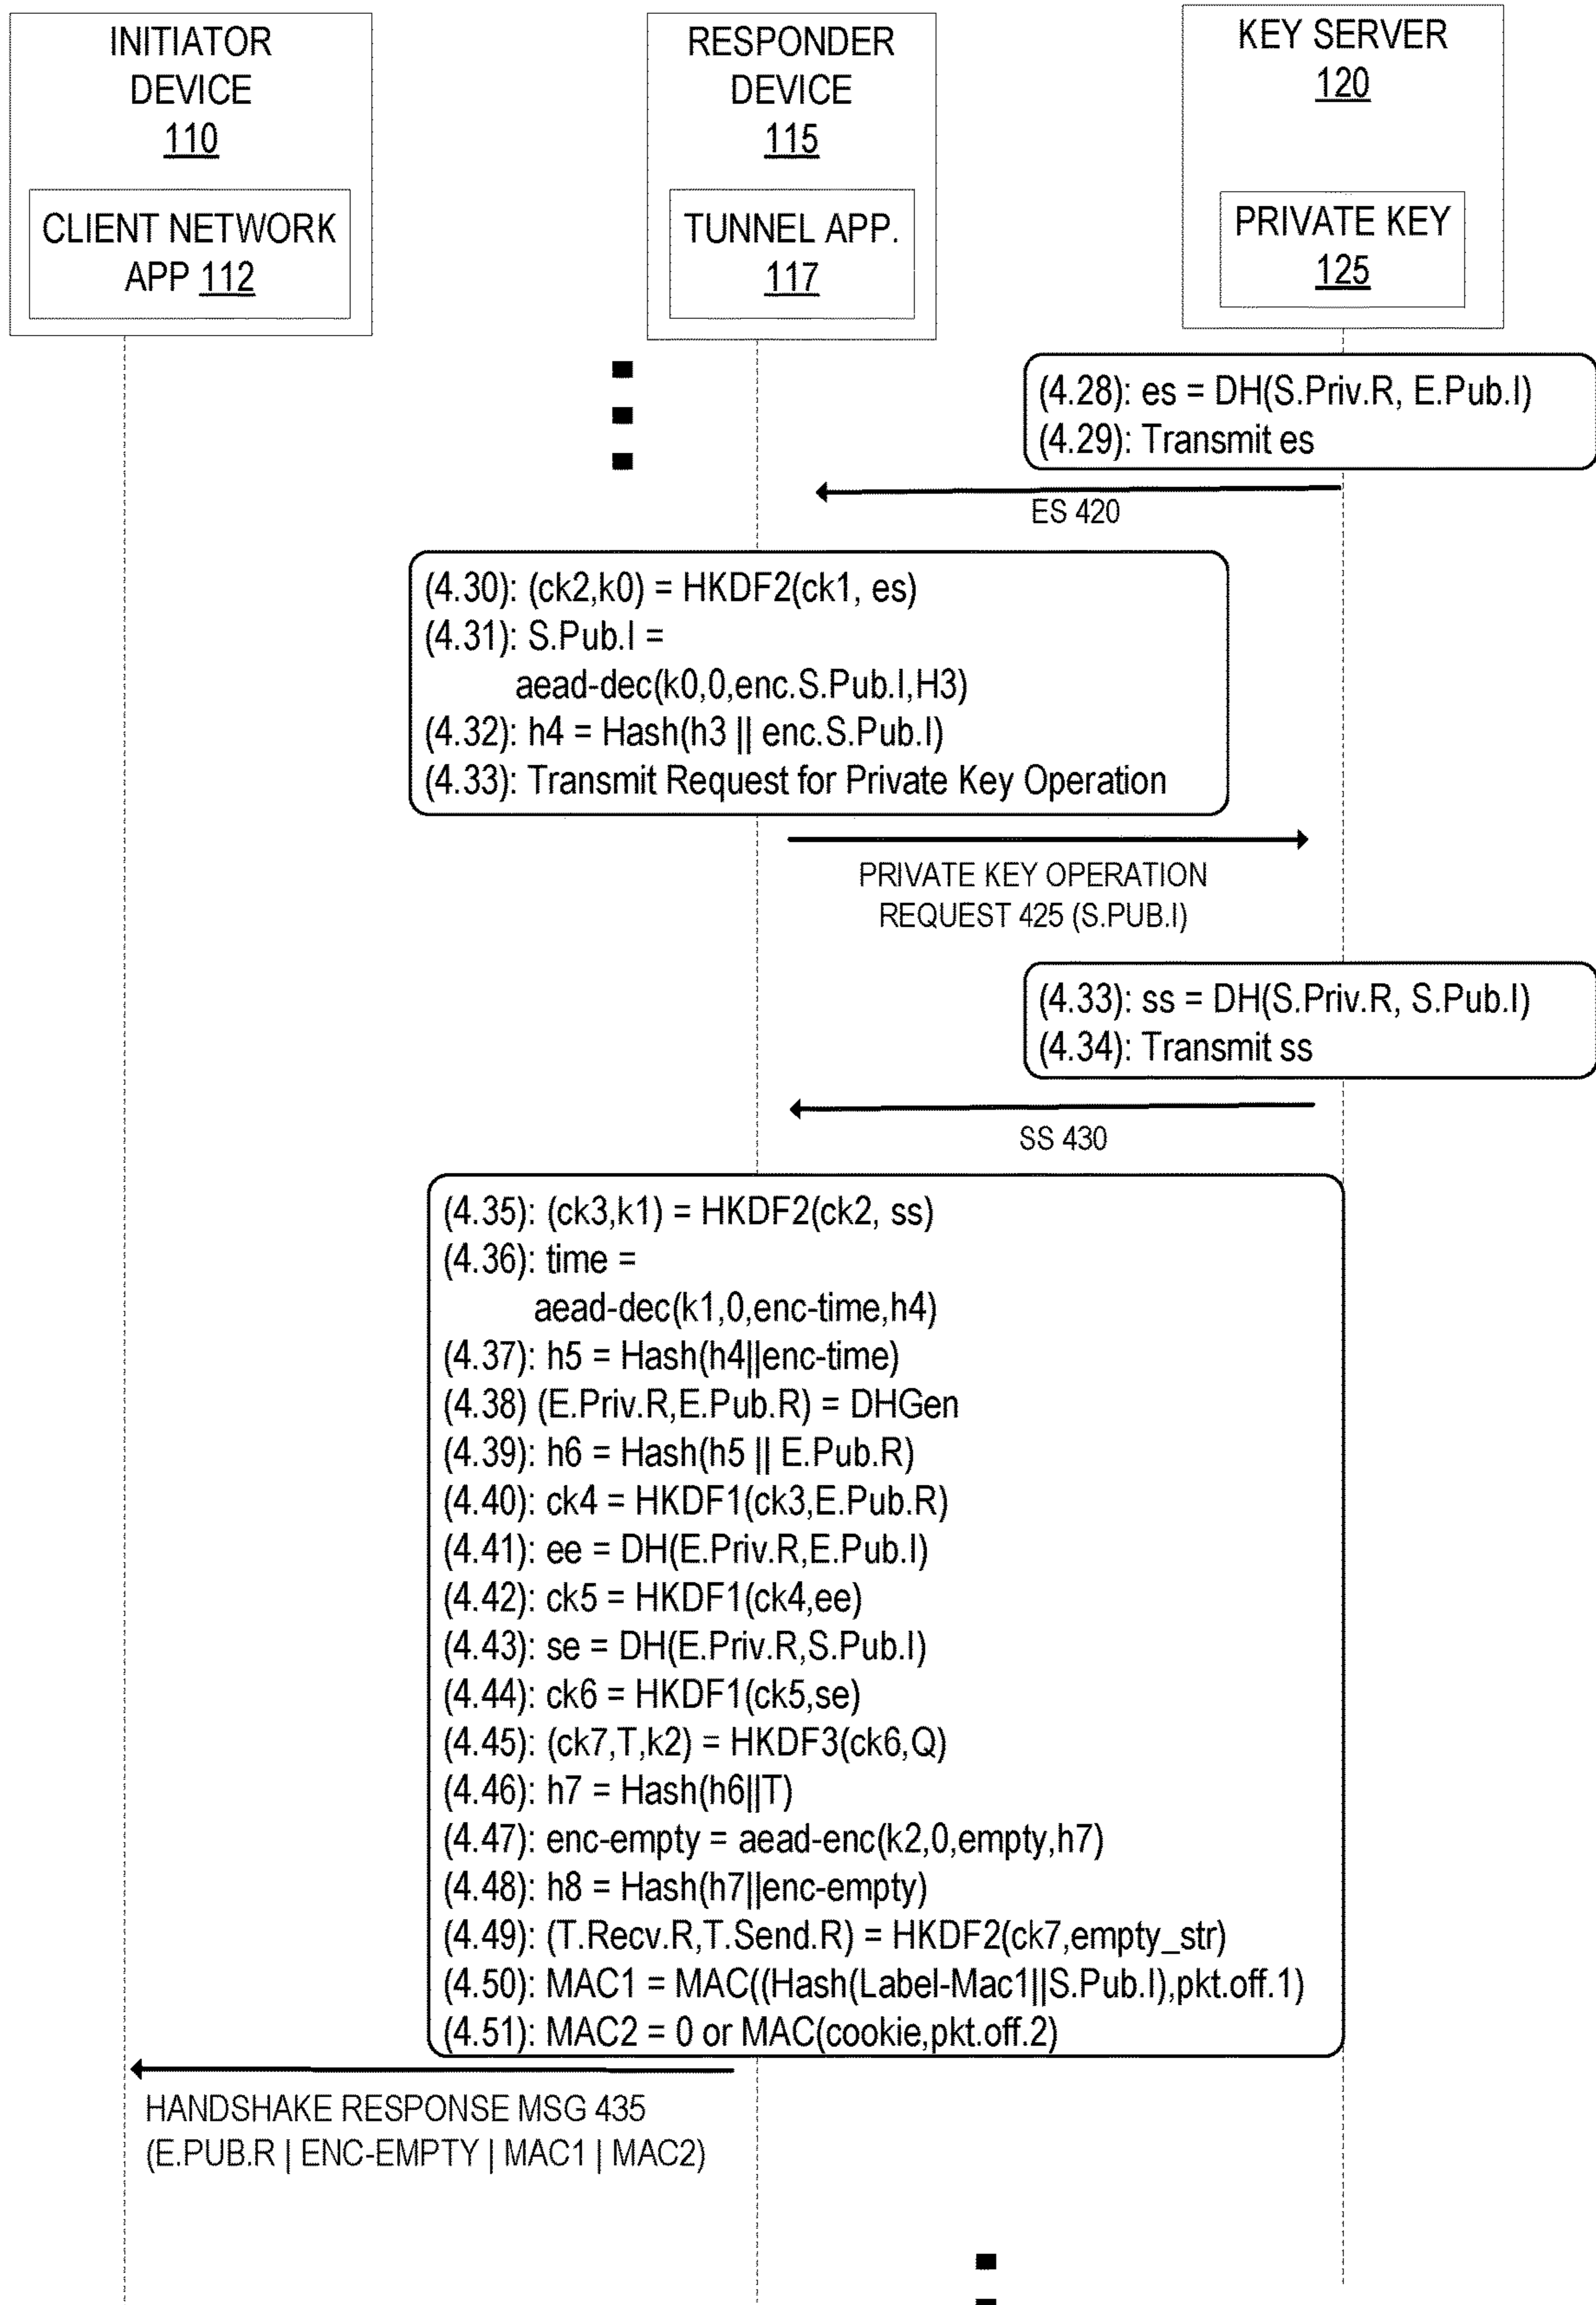 INITIATOR
DEVICE
110
CLIENT NETWORK
APP 112
RESPONDER
DEVICE
115
TUNNEL APP.
117
KEY SERVER
120
PRIVATE KEY
125
(4.28): es = DH(S.Priv.R, E.Pub.I)
(4.29): Transmit es
ES 420
(4.30): (ck2,k0) = HKDF2(ck1, es)
(4.31): S.Pub.I =
aead-dec(k0,0,enc.S.Pub.I,H3)
(4.32): h4 = Hash(h3 || enc.S.Pub.I)
(4.33): Transmit Request for Private Key Operation
PRIVATE KEY OPERATION
REQUEST 425 (S.PUB.I)
(4.33): ss = DH(S.Priv.R, S.Pub.I)
(4.34): Transmit ss
SS 430
(4.35): (ck3,k1) = HKDF2(ck2, ss)
(4.36): time =
aead-dec(k1,0,enc-time,h4)
(4.37): h5 = Hash(h4||enc-time)
(4.38) (E.Priv.R,E.Pub.R) = DHGen
(4.39): h6 = Hash(h5 || E.Pub.R)
(4.40): ck4 = HKDF1(ck3,E.Pub.R)
(4.41): ee = DH(E.Priv.R,E.Pub.I)
(4.42): ck5 = HKDF1(ck4,ee)
(4.43): se = DH(E.Priv.R,S.Pub.I)
(4.44): ck6 = HKDF1(ck5,se)
(4.45): (ck7,T,k2) = HKDF3(ck6,Q)
(4.46): h7 = Hash(h6||T)
(4.47): enc-empty = aead-enc(k2,0,empty,h7)
(4.48): h8 = Hash(h7||enc-empty)
(4.49): (T.Recv.R,T.Send.R) = HKDF2(ck7,empty_str)
(4.50): MAC1 = MAC((Hash(Label-Mac1||S.Pub.I),pkt.off.1)
(4.51): MAC2 = 0 or MAC(cookie,pkt.off.2)
HANDSHAKE RESPONSE MSG 435
(E.PUB.R | ENC-EMPTY | MAC1 | MAC2)